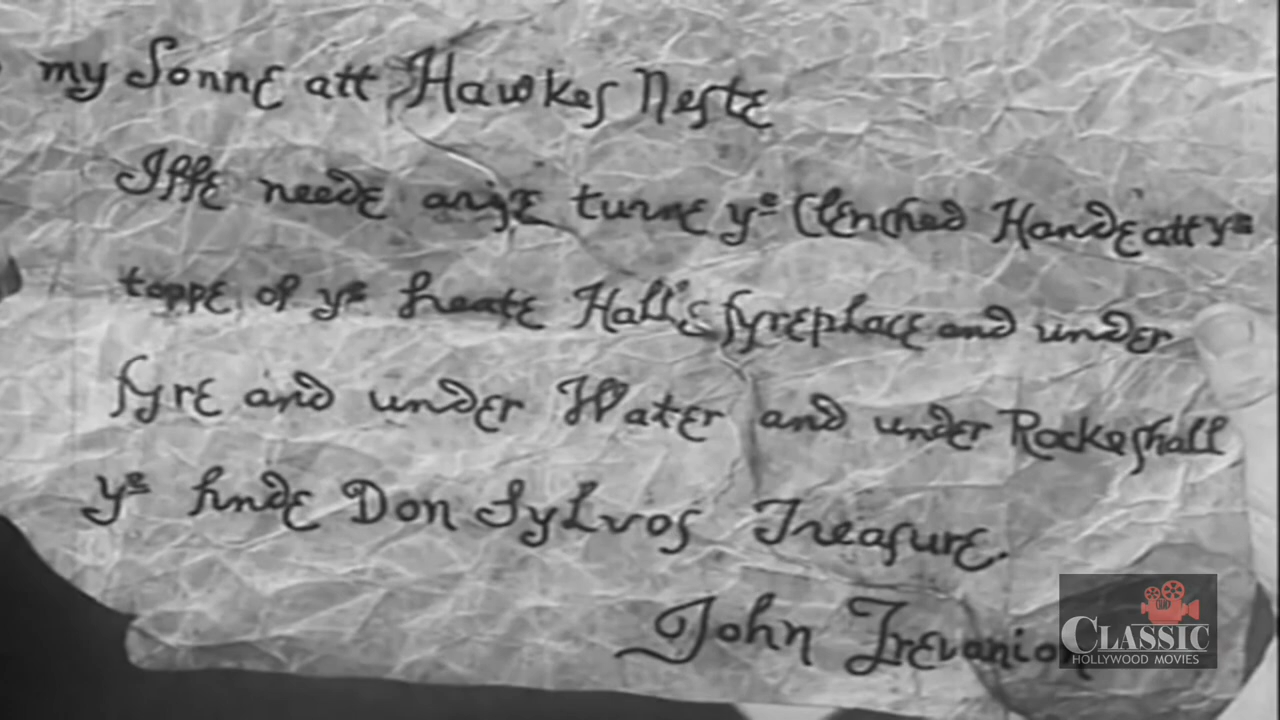 my Sonne att Hawkes Neste
Iffe neede anye turne yᵉ Clenched Hande att yᵉ
toppe of yᵉ greate Hall's fyreplace and under
fyre and under Water and under Rocke shall
yᵉ finde Don Sylvos Treasure.
John Trevanion
CLASSIC
HOLLYWOOD MOVIES